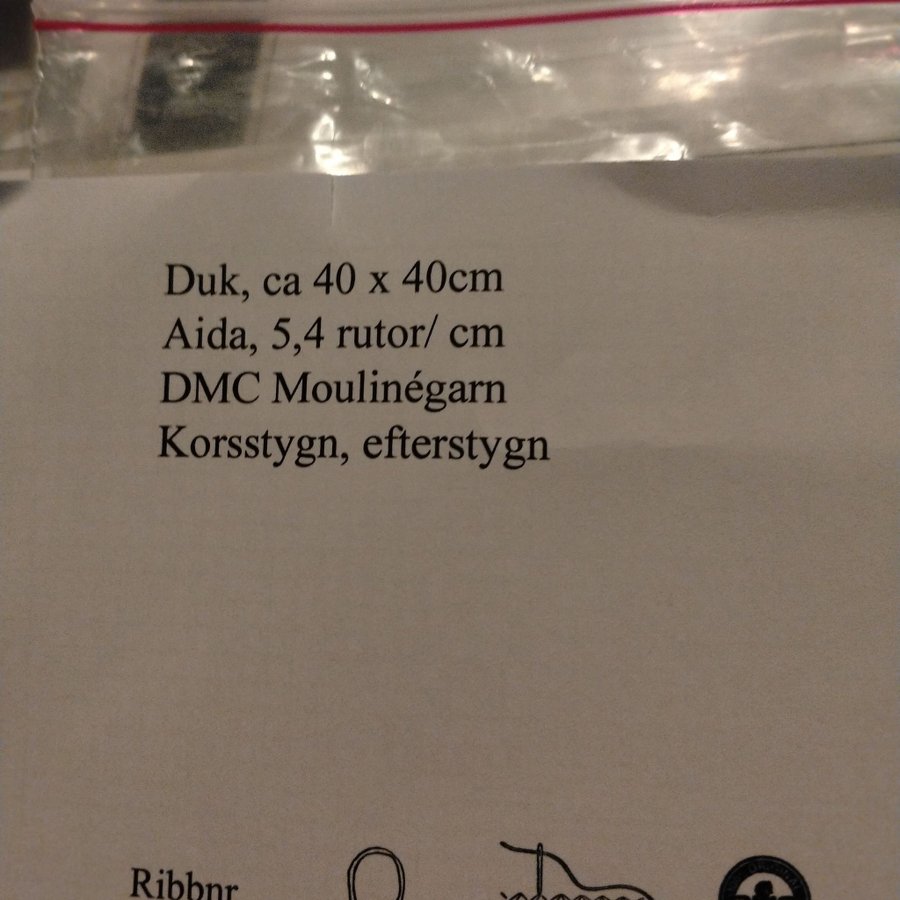 Duk, ca 40 x 40cm
Aida, 5,4 rutor/ cm
DMC Moulinégarn
Korsstygn, efterstygn
Ribbnr